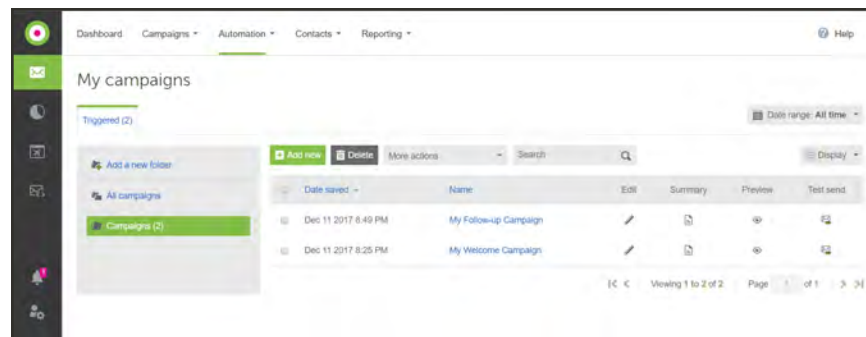 Dashboard Campaigns Automation Contacts Reporting Help
My campaigns
Triggered (2)
Date range: All time
Add a new folder
All campaigns
Campaigns (2)
Add new Delete More actions Search Display
Date saved Name Edit Summary Preview Test send
Dec 11 2017 8:49 PM My Follow-up Campaign
Dec 11 2017 8:25 PM My Welcome Campaign
Viewing 1 to 2 of 2 Page 1 of 1